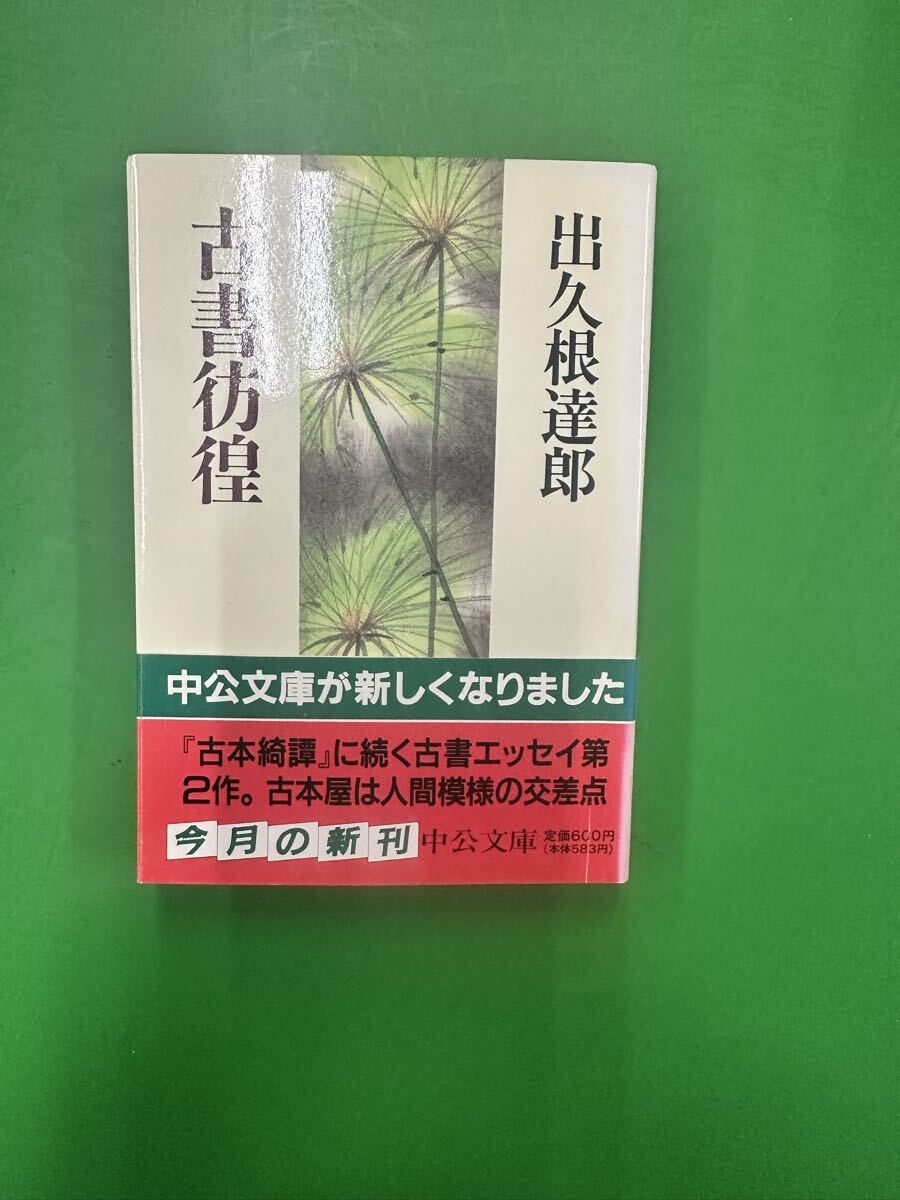 出久根達郎
古書彷徨
中公文庫が新しくなりました
『古本綺譚』に続く古書エッセイ第
2作。古本屋は人間模様の交差点
今月の新刊 中公文庫 定価600円
(本体583円)